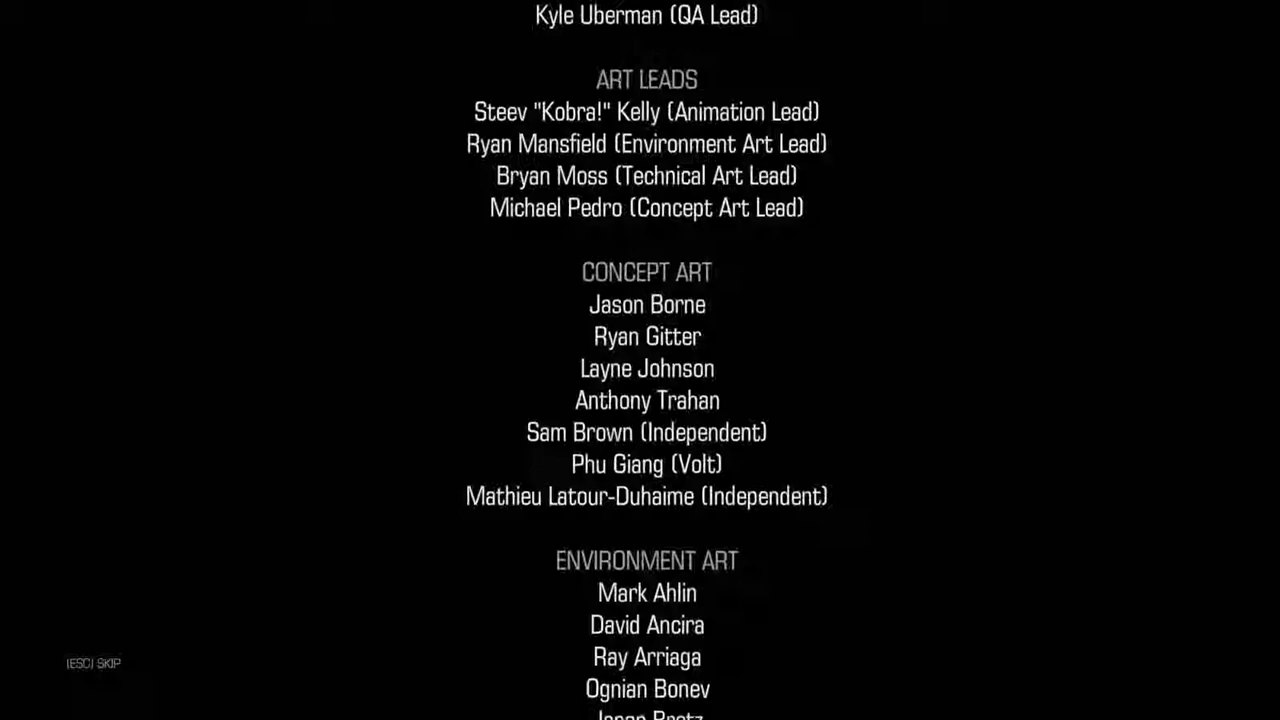 Kyle Uberman (QA Lead)
ART LEADS
Steev "Kobra!" Kelly (Animation Lead)
Ryan Mansfield (Environment Art Lead)
Bryan Moss (Technical Art Lead)
Michael Pedro (Concept Art Lead)
CONCEPT ART
Jason Borne
Ryan Gitter
Layne Johnson
Anthony Trahan
Sam Brown (Independent)
Phu Giang (Volt)
Mathieu Latour-Duhaime (Independent)
ENVIRONMENT ART
Mark Ahlin
David Ancira
Ray Arriaga
Ognian Bonev
[ESC] SKIP